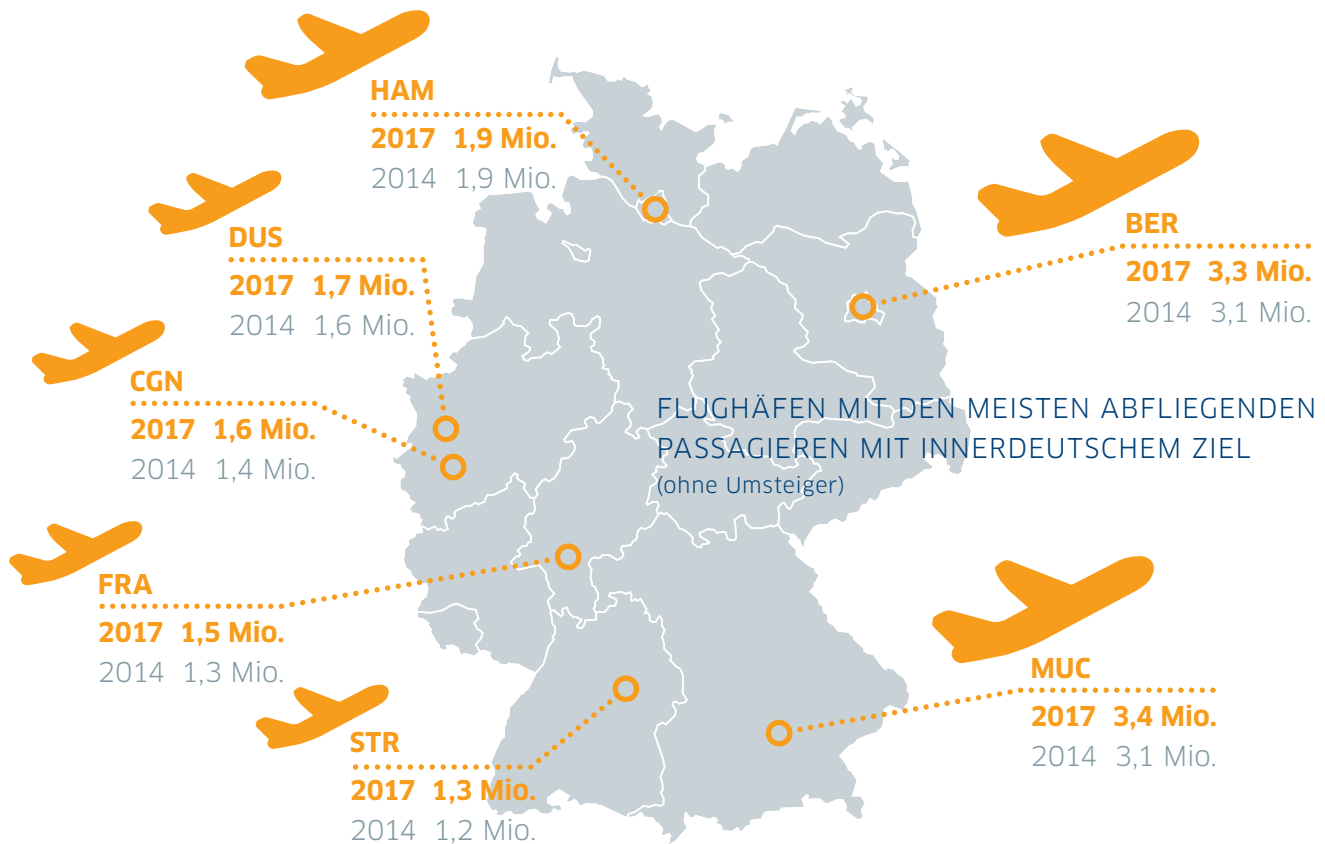 HAM
2017 1,9 Mio.
2014 1,9 Mio.
DUS
2017 1,7 Mio.
2014 1,6 Mio.
BER
2017 3,3 Mio.
2014 3,1 Mio.
CGN
2017 1,6 Mio.
2014 1,4 Mio.
FLUGHÄFEN MIT DEN MEISTEN ABFLIEGENDEN
PASSAGIEREN MIT INNERDEUTSCHEM ZIEL
(ohne Umsteiger)
FRA
2017 1,5 Mio.
2014 1,3 Mio.
MUC
2017 3,4 Mio.
2014 3,1 Mio.
STR
2017 1,3 Mio.
2014 1,2 Mio.